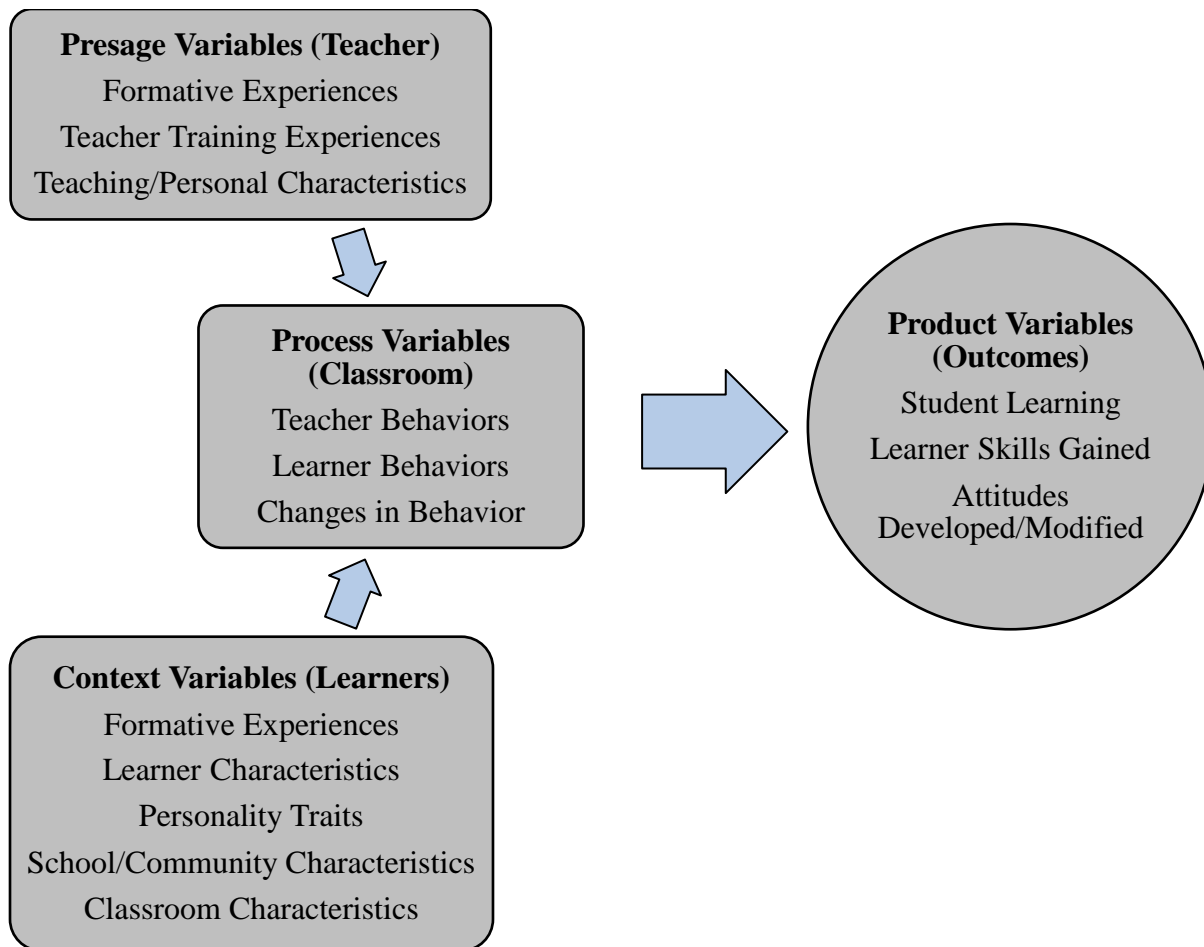 Presage Variables (Teacher)
Formative Experiences
Teacher Training Experiences
Teaching/Personal Characteristics
Process Variables
(Classroom)
Teacher Behaviors
Learner Behaviors
Changes in Behavior
Product Variables
(Outcomes)
Student Learning
Learner Skills Gained
Attitudes
Developed/Modified
Context Variables (Learners)
Formative Experiences
Learner Characteristics
Personality Traits
School/Community Characteristics
Classroom Characteristics